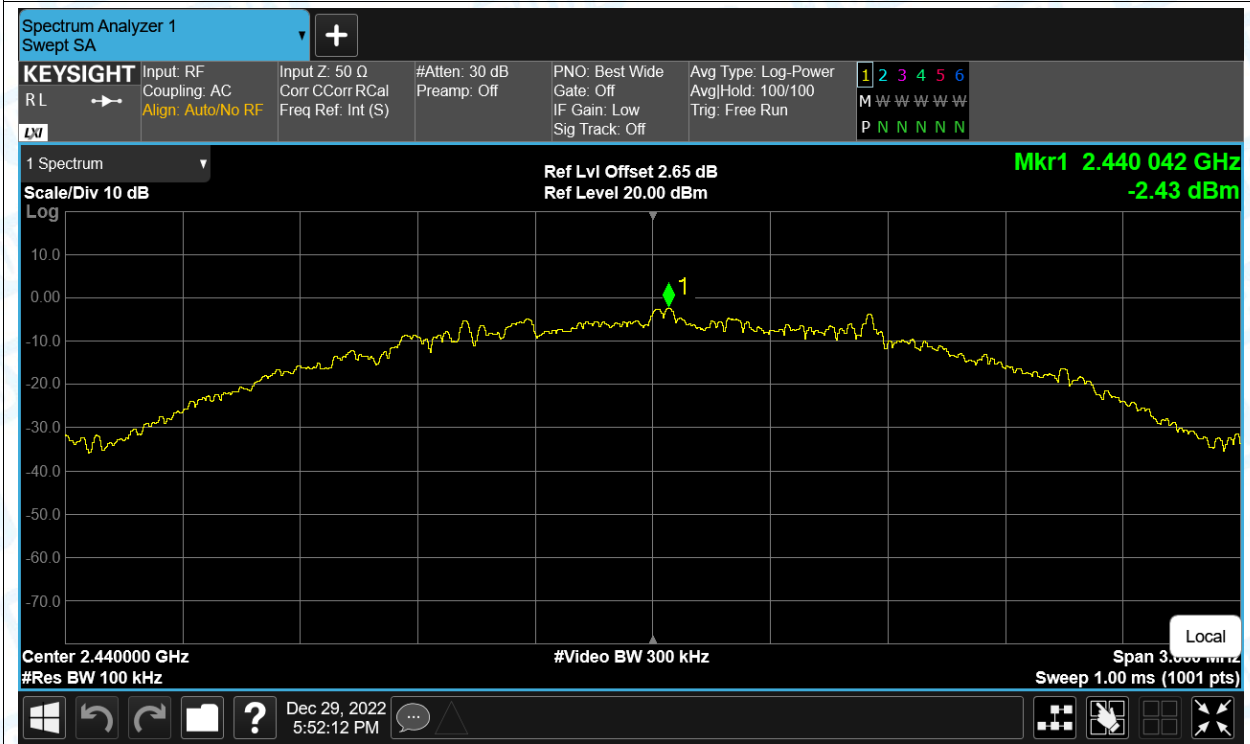 Spectrum Analyzer 1
Swept SA
KEYSIGHT
R L
LXI
Input: RF
Coupling: AC
Align: Auto/No RF
Input Z: 50 Ω
Corr CCorr RCal
Freq Ref: Int (S)
#Atten: 30 dB
Preamp: Off
PNO: Best Wide
Gate: Off
IF Gain: Low
Sig Track: Off
Avg Type: Log-Power
Avg|Hold: 100/100
Trig: Free Run
1 2 3 4 5 6
M W W W W W W
P N N N N N
1 Spectrum
Scale/Div 10 dB
Ref Lvl Offset 2.65 dB
Ref Level 20.00 dBm
Mkr1 2.440 042 GHz
-2.43 dBm
Log
10.0
0.00
-10.0
-20.0
-30.0
-40.0
-50.0
-60.0
-70.0
1
Local
Center 2.440000 GHz
#Res BW 100 kHz
#Video BW 300 kHz
Span 3.000 MHz
Sweep 1.00 ms (1001 pts)
?
Dec 29, 2022
5:52:12 PM